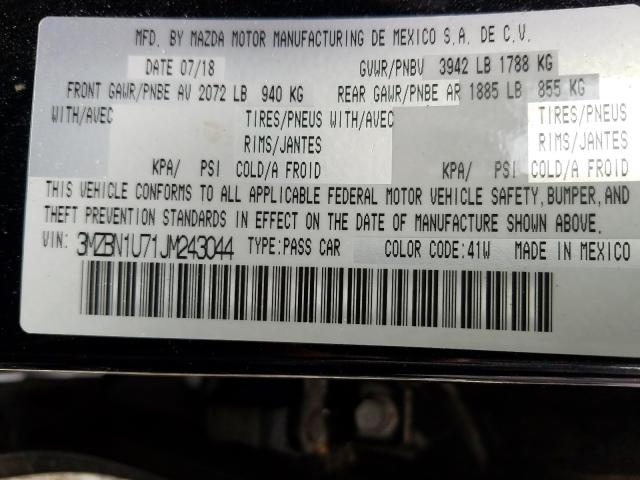 MFD. BY MAZDA MOTOR MANUFACTURING DE MEXICO S.A. DE C.V.
DATE 07/18 GVWR/PNBV 3942 LB 1788 KG
FRONT GAWR/PNBE AV 2072 LB 940 KG REAR GAWR/PNBE AR 1885 LB 855 KG
WITH/AVEC TIRES/PNEUS WITH/AVEC TIRES/PNEUS
RIMS/JANTES RIMS/JANTES
KPA/ PSI COLD/A FROID KPA/ PSI COLD/A FROID
THIS VEHICLE CONFORMS TO ALL APPLICABLE FEDERAL MOTOR VEHICLE SAFETY, BUMPER, AND
THEFT PREVENTION STANDARDS IN EFFECT ON THE DATE OF MANUFACTURE SHOWN ABOVE.
VIN: 3MZBN1U71JM243044 TYPE:PASS CAR COLOR CODE:41W MADE IN MEXICO